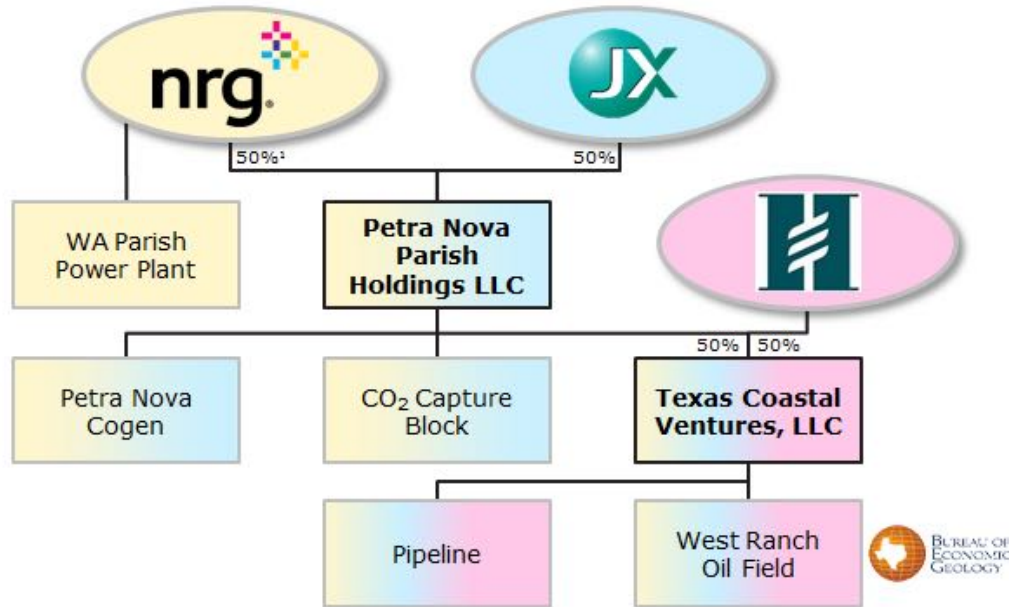 nrg®
JX
50%¹
50%
WA Parish
Power Plant
Petra Nova
Parish
Holdings LLC
H
50%
50%
Petra Nova
Cogen
CO₂ Capture
Block
Texas Coastal
Ventures, LLC
Pipeline
West Ranch
Oil Field
BUREAU OF
ECONOMIC
GEOLOGY